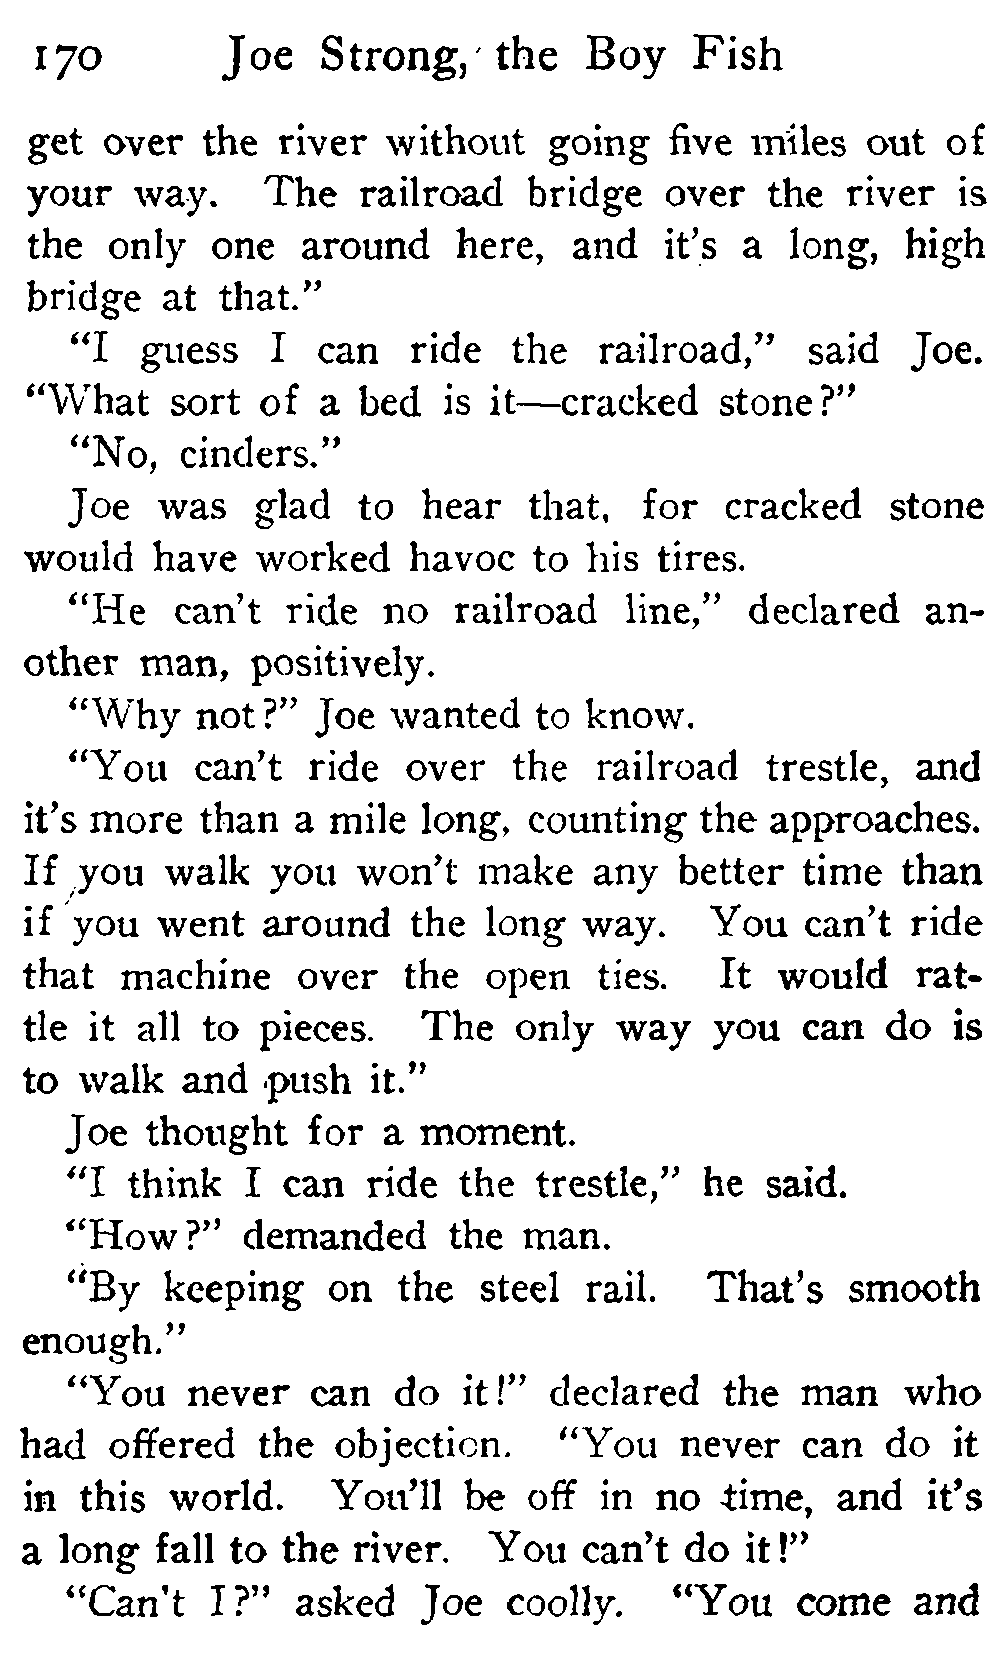 170 Joe Strong, the Boy Fish
get over the river without going five miles out of
your way. The railroad bridge over the river is
the only one around here, and it's a long, high
bridge at that."
"I guess I can ride the railroad," said Joe.
"What sort of a bed is it—cracked stone?"
"No, cinders."
Joe was glad to hear that, for cracked stone
would have worked havoc to his tires.
"He can't ride no railroad line," declared an-
other man, positively.
"Why not?" Joe wanted to know.
"You can't ride over the railroad trestle, and
it's more than a mile long, counting the approaches.
If you walk you won't make any better time than
if you went around the long way. You can't ride
that machine over the open ties. It would rat-
tle it all to pieces. The only way you can do is
to walk and push it."
Joe thought for a moment.
"I think I can ride the trestle," he said.
"How?" demanded the man.
"By keeping on the steel rail. That's smooth
enough."
"You never can do it!" declared the man who
had offered the objection. "You never can do it
in this world. You'll be off in no time, and it's
a long fall to the river. You can't do it!"
"Can't I?" asked Joe coolly. "You come and